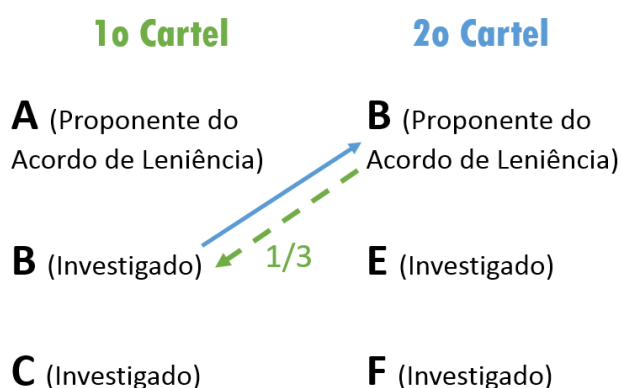 1o Cartel
2o Cartel
A (Proponente do
Acordo de Leniência)
B (Proponente do
Acordo de Leniência)
B (Investigado)
1/3
E (Investigado)
C (Investigado)
F (Investigado)